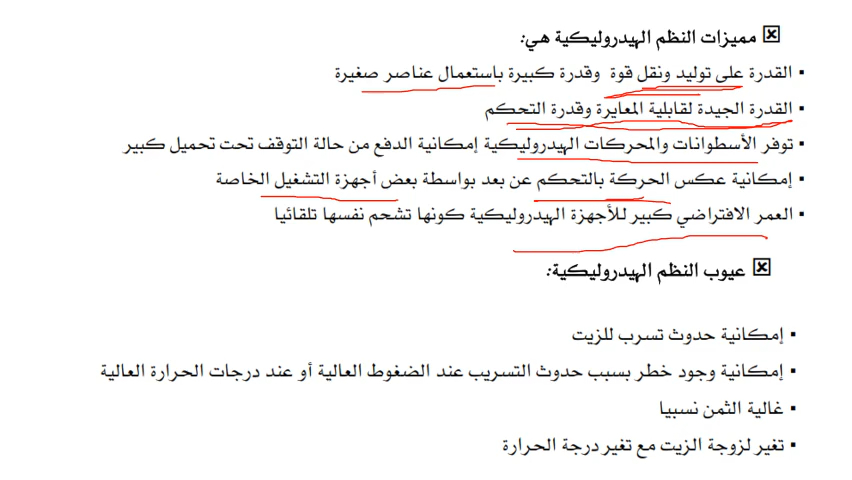 مميزات النظم الهيدروليكية هي:
▪ القدرة على توليد ونقل قوة وقدرة كبيرة باستعمال عناصر صغيرة
▪ القدرة الجيدة لقابلية المعايرة وقدرة التحكم
▪ توفر الأسطوانات والمحركات الهيدروليكية إمكانية الدفع من حالة التوقف تحت تحميل كبير
▪ إمكانية عكس الحركة بالتحكم عن بعد بواسطة بعض أجهزة التشغيل الخاصة
▪ العمر الافتراضي كبير للأجهزة الهيدروليكية كونها تشحم نفسها تلقائيا
عيوب النظم الهيدروليكية:
▪ إمكانية حدوث تسرب للزيت
▪ إمكانية وجود خطر بسبب حدوث التسريب عند الضغوط العالية أو عند درجات الحرارة العالية
▪ غالية الثمن نسبيا
▪ تغير لزوجة الزيت مع تغير درجة الحرارة